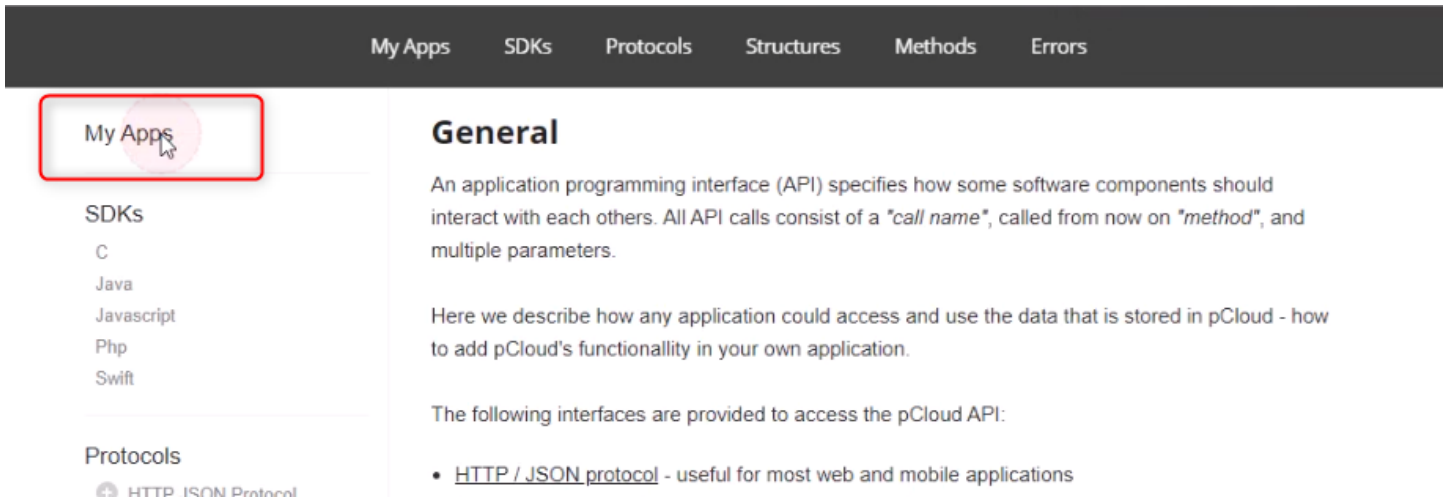 My Apps SDKs Protocols Structures Methods Errors
My Apps
SDKs
C
Java
Javascript
Php
Swift
Protocols
HTTP JSON Protocol
General
An application programming interface (API) specifies how some software components should
interact with each others. All API calls consist of a "call name", called from now on "method", and
multiple parameters.
Here we describe how any application could access and use the data that is stored in pCloud - how
to add pCloud's functionallity in your own application.
The following interfaces are provided to access the pCloud API:
• HTTP / JSON protocol - useful for most web and mobile applications